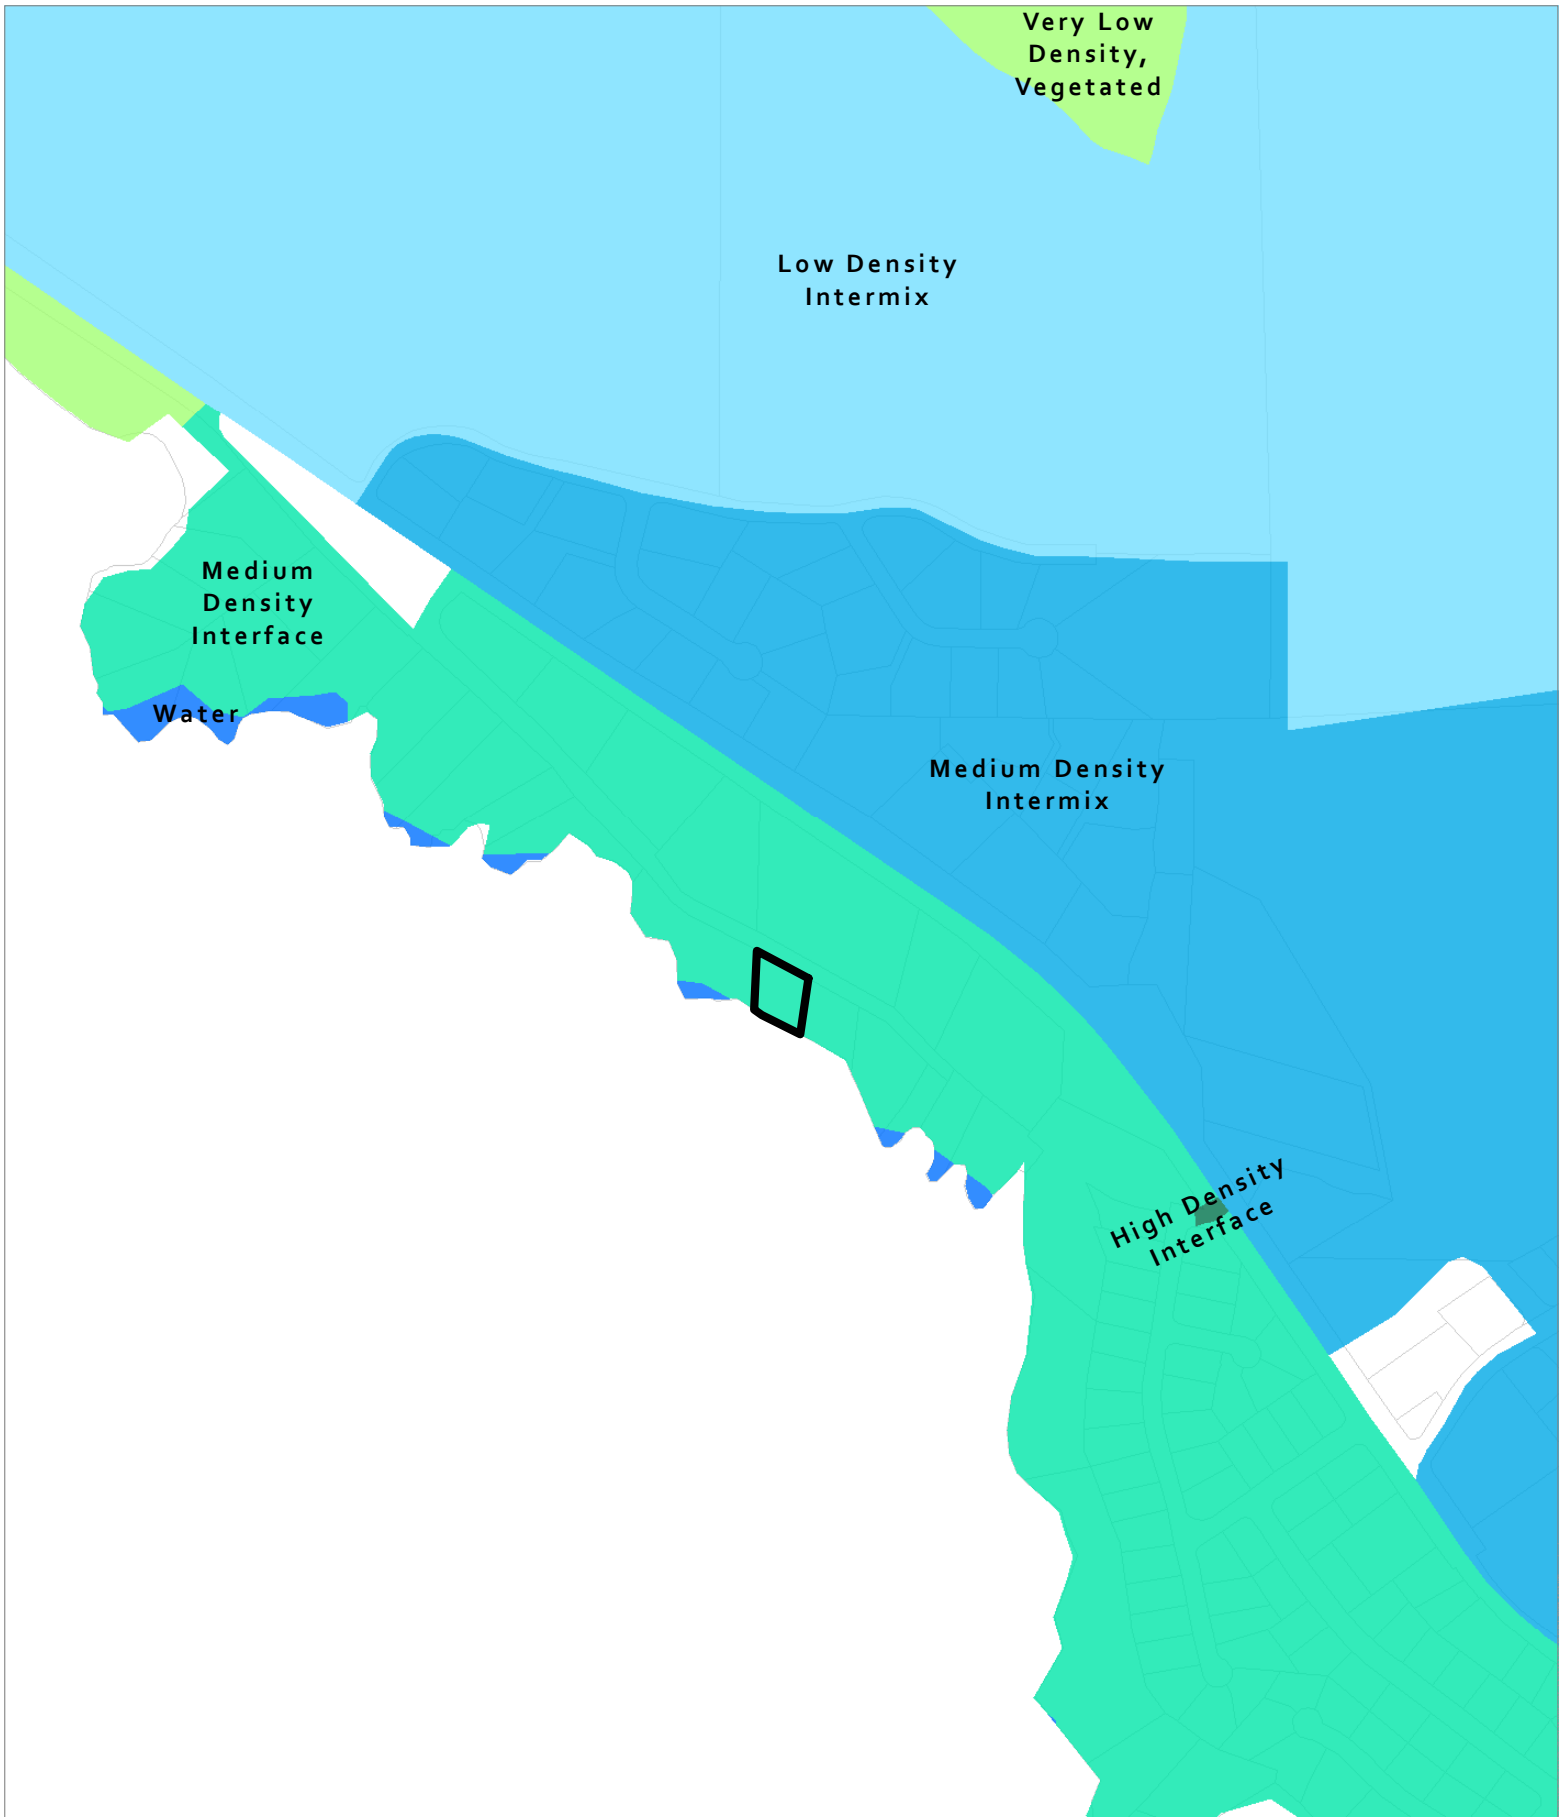 Very Low
Density,
Vegetated
Low Density
Intermix
Medium
Density
Interface
Water
Medium Density
Intermix
High Density
Interface